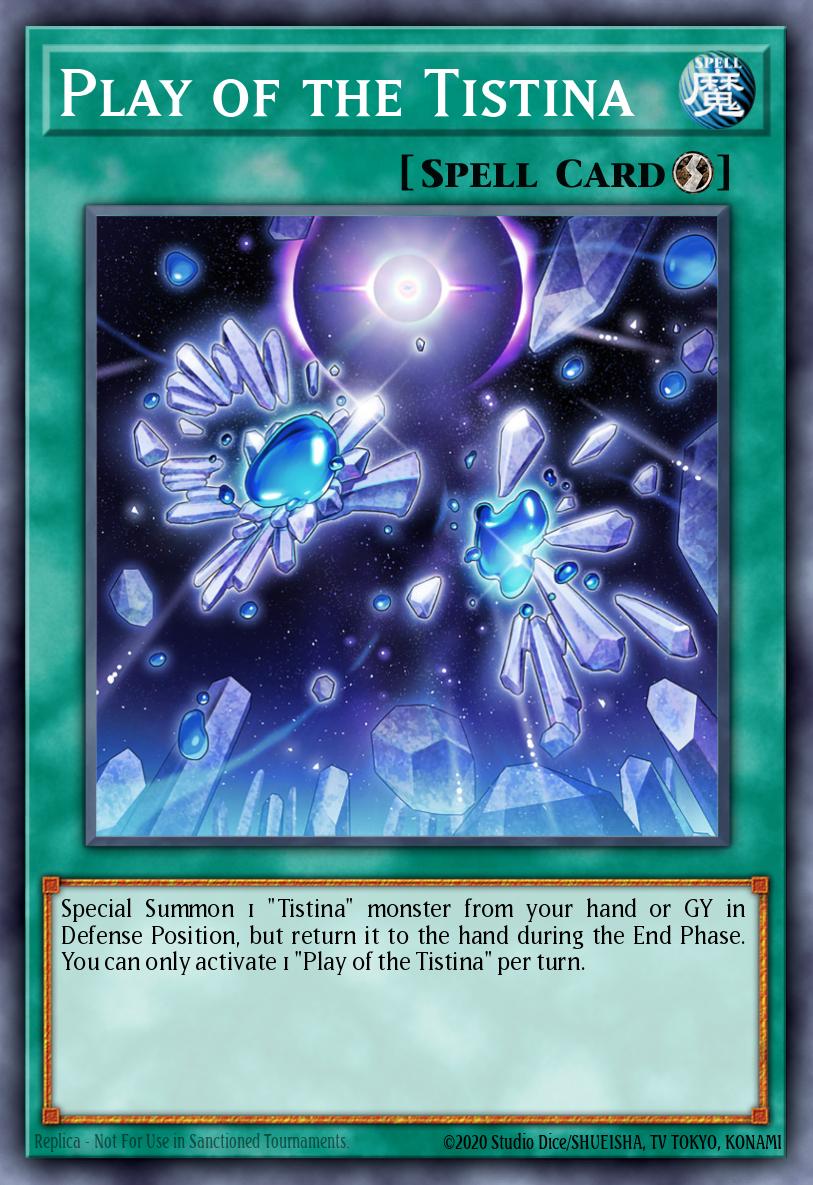 Play of the Tistina
SPELL
魔
[Spell Card]
Special Summon 1 "Tistina" monster from your hand or GY in
Defense Position, but return it to the hand during the End Phase.
You can only activate 1 "Play of the Tistina" per turn.
Replica - Not For Use in Sanctioned Tournaments.
©2020 Studio Dice/SHUEISHA, TV TOKYO, KONAMI